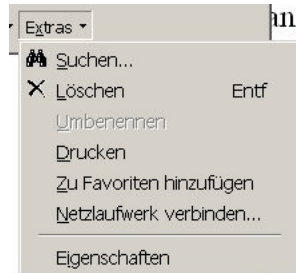 Extras
Suchen...
Löschen Entf
Umbenennen
Drucken
Zu Favoriten hinzufügen
Netzlaufwerk verbinden...
Eigenschaften